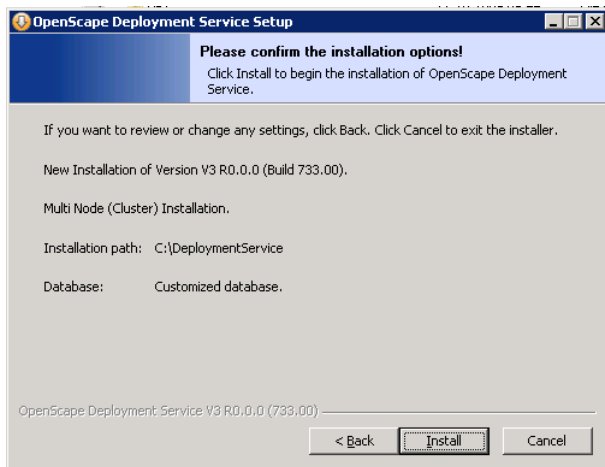 OpenScape Deployment Service Setup
Please confirm the installation options!
Click Install to begin the installation of OpenScape Deployment
Service.
If you want to review or change any settings, click Back. Click Cancel to exit the installer.
New Installation of Version V3 R0.0.0 (Build 733.00).
Multi Node (Cluster) Installation.
Installation path: C:\DeploymentService
Database: Customized database.
OpenScape Deployment Service V3 R0.0.0 (733.00)
< Back Install Cancel